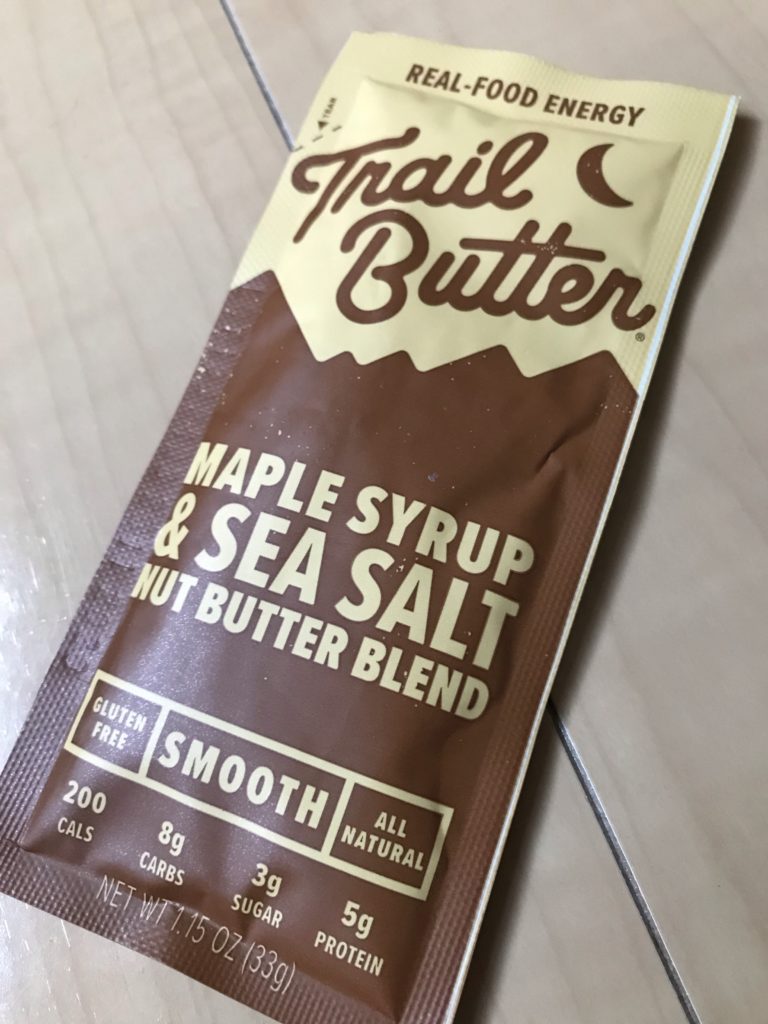 REAL-FOOD ENERGY
Trail
Butter®
MAPLE SYRUP
& SEA SALT
NUT BUTTER BLEND
GLUTEN
FREE
SMOOTH
ALL
NATURAL
200
CALS
8g
CARBS
3g
SUGAR
5g
PROTEIN
NET WT 1.15 OZ (33g)